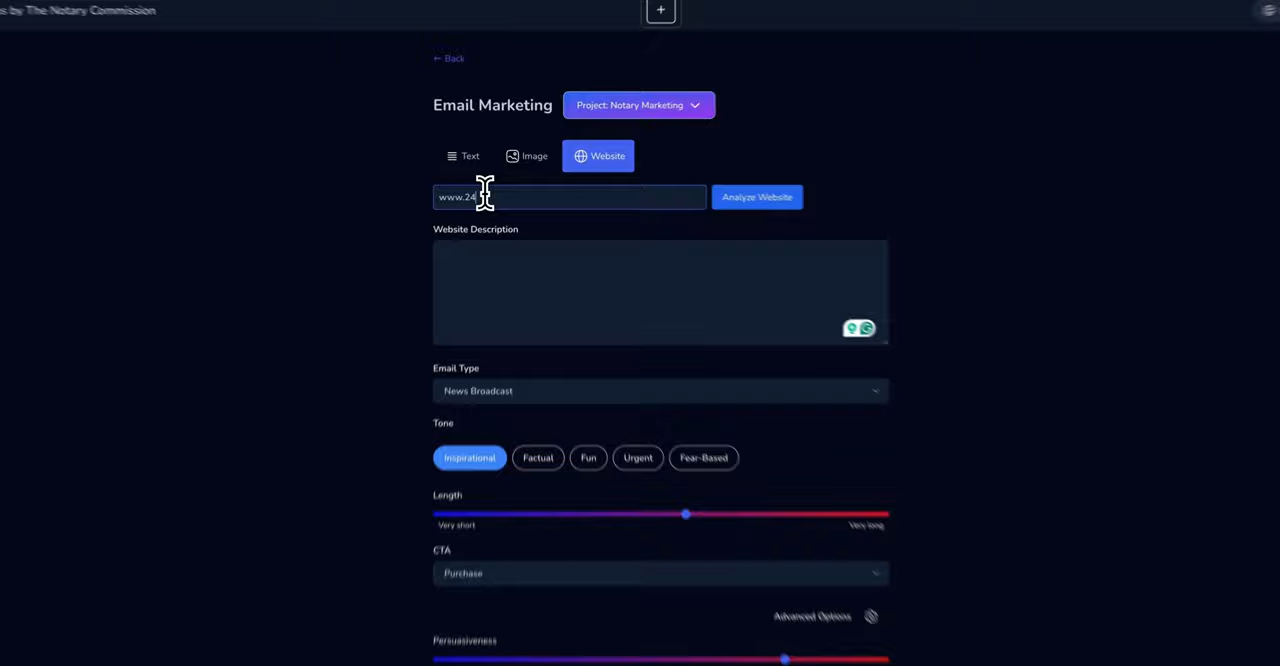 s by The Notary Commission
+
← Back
Email Marketing
Project: Notary Marketing
Text
Image
Website
www.24
Analyze Website
Website Description
Email Type
News Broadcast
Tone
Inspirational
Factual
Fun
Urgent
Fear-Based
Length
Very short
Very long
CTA
Purchase
Advanced Options
Persuasiveness